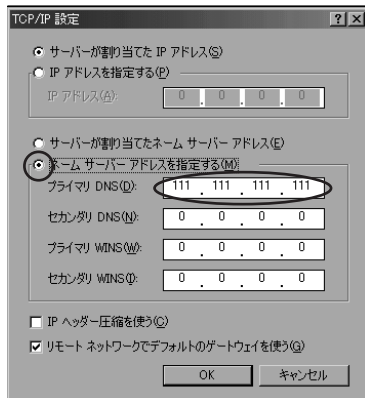 TCP/IP 設定
? ×
サーバーが割り当てた IP アドレス(S)
IP アドレスを指定する(P)
IP アドレス(A): 0 . 0 . 0 . 0
サーバーが割り当てたネーム サーバー アドレス(E)
ネーム サーバー アドレスを指定する(M)
プライマリ DNS(D): 111 . 111 . 111 . 111
セカンダリ DNS(N): 0 . 0 . 0 . 0
プライマリ WINS(W): 0 . 0 . 0 . 0
セカンダリ WINS(I): 0 . 0 . 0 . 0
IP ヘッダー圧縮を使う(C)
リモート ネットワークでデフォルトのゲートウェイを使う(G)
OK キャンセル